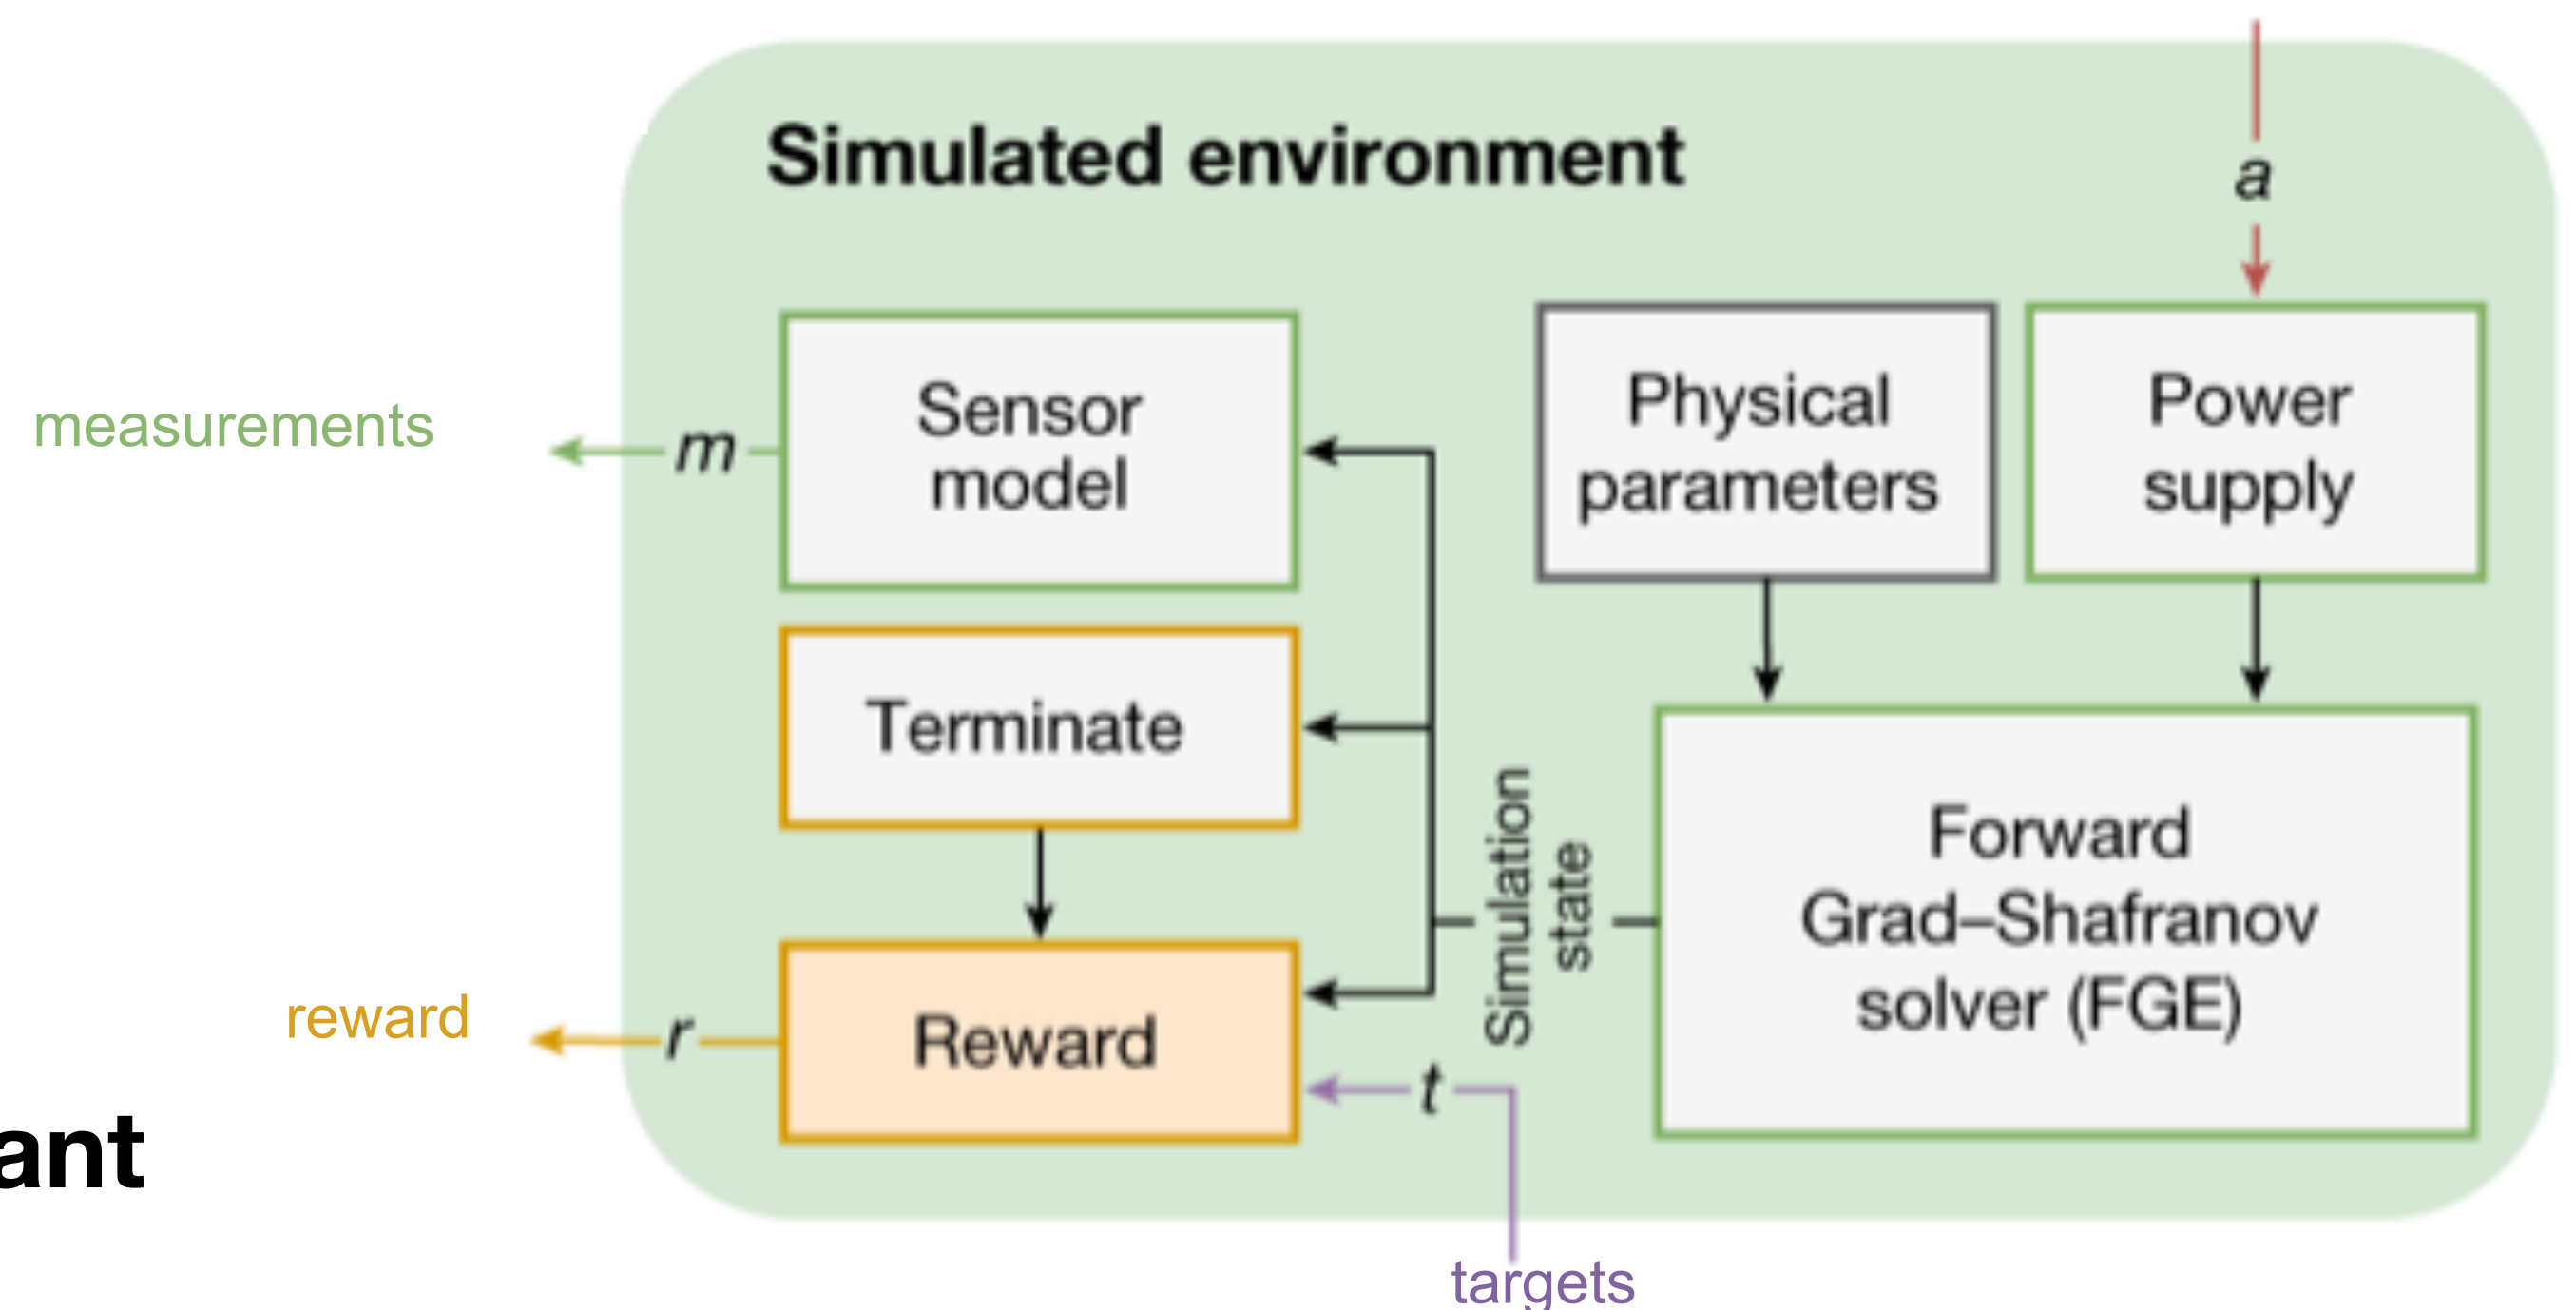 Simulated environment
a
measurements
m
Sensor
model
Physical
parameters
Power
supply
Terminate
Simulation
state
Forward
Grad–Shafranov
solver (FGE)
reward
r
Reward
t
ant
targets